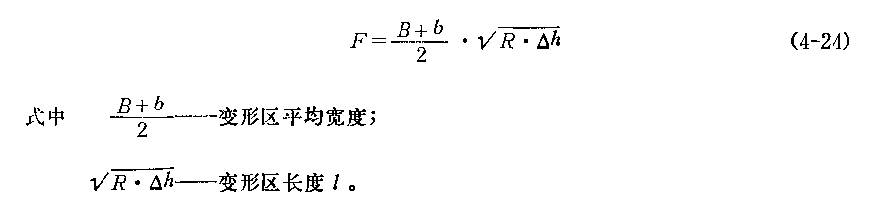 F = (B+b)/2 · √(R·Δh) (4-24)
式中 (B+b)/2——变形区平均宽度；
√(R·Δh)——变形区长度 l 。